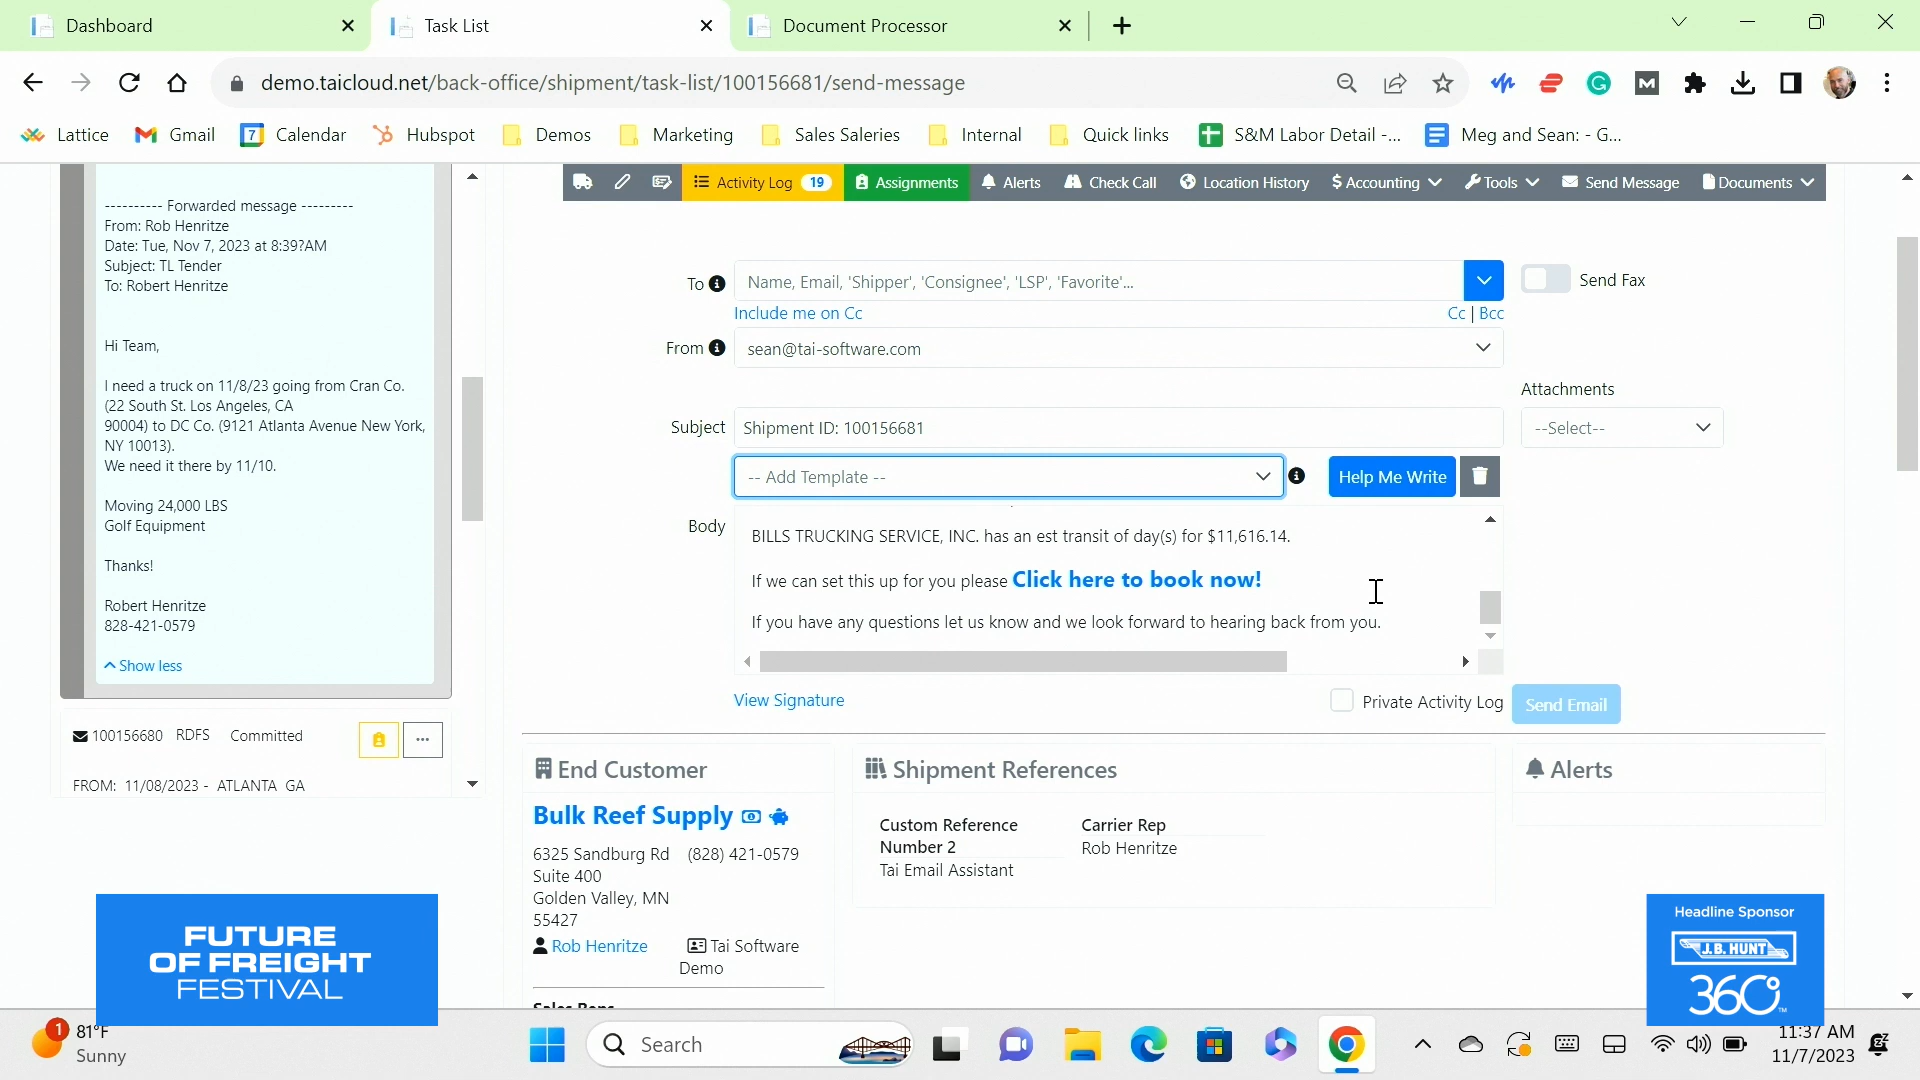 Dashboard
Task List
Document Processor
demo.taicloud.net/back-office/shipment/task-list/100156681/send-message
Lattice
Gmail
7
Calendar
Hubspot
Demos
Marketing
Sales Saleries
Internal
Quick links
S&M Labor Detail -...
Meg and Sean: - G...
---------- Forwarded message ---------
From: Rob Henritze
Date: Tue, Nov 7, 2023 at 8:39?AM
Subject: TL Tender
To: Robert Henritze
Hi Team,
I need a truck on 11/8/23 going from Cran Co.
(22 South St. Los Angeles, CA
90004) to DC Co. (9121 Atlanta Avenue New York,
NY 10013).
We need it there by 11/10.
Moving 24,000 LBS
Golf Equipment
Thanks!
Robert Henritze
828-421-0579
Show less
100156680 RDFS Committed
...
FROM: 11/08/2023 - ATLANTA GA
Activity Log 19
Assignments
Alerts
Check Call
Location History
$ Accounting
Tools
Send Message
Documents
To
Name, Email, 'Shipper', 'Consignee', 'LSP', 'Favorite'...
Send Fax
Include me on Cc
Cc | Bcc
From
sean@tai-software.com
Attachments
Subject
Shipment ID: 100156681
--Select--
-- Add Template --
Help Me Write
Body
BILLS TRUCKING SERVICE, INC. has an est transit of day(s) for $11,616.14.
If we can set this up for you please Click here to book now!
If you have any questions let us know and we look forward to hearing back from you.
View Signature
Private Activity Log
Send Email
End Customer
Bulk Reef Supply
6325 Sandburg Rd
Suite 400
Golden Valley, MN
55427
(828) 421-0579
Rob Henritze
Tai Software
Demo
Sales Reps
Shipment References
Custom Reference
Number 2
Tai Email Assistant
Carrier Rep
Rob Henritze
Alerts
FUTURE
OF FREIGHT
FESTIVAL
Headline Sponsor
J.B. HUNT
360°
1
81°F
Sunny
Search
11:37 AM
11/7/2023